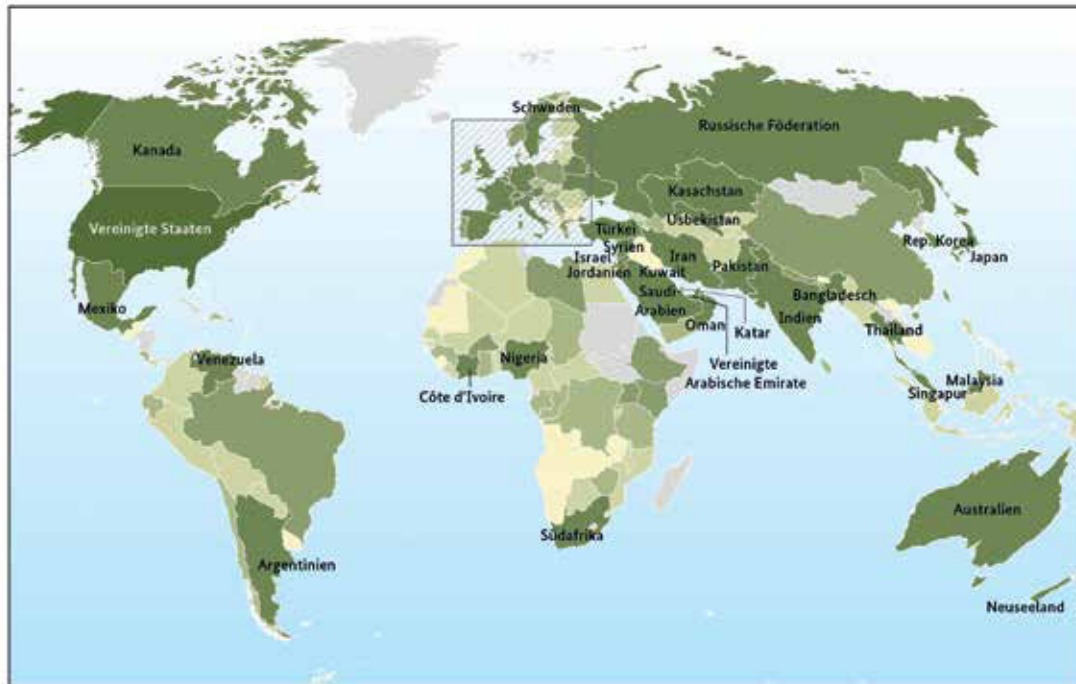 Schweden
Russische Föderation
Kanada
Kasachstan
Vereinigte Staaten
Usbekistan
Türkei
Syrien
Rep. Korea
Israel
Iran
Japan
Jordanien
Kuwait
Pakistan
Saudi-
Arabien
Bangladesch
Mexiko
Indien
Oman
Katar
Thailand
Venezuela
Nigeria
Vereinigte
Arabische Emirate
Malaysia
Singapur
Côte d'Ivoire
Australien
Südafrika
Argentinien
Neuseeland